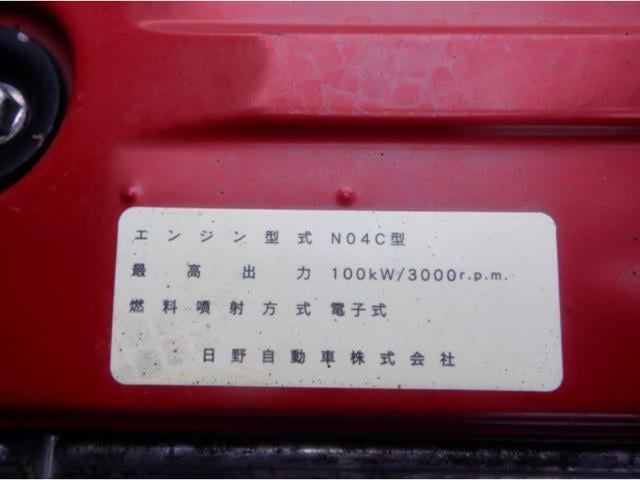 エンジン型式 N04C型
最高出力 100kW/3000r.p.m.
燃料噴射方式 電子式
日野自動車株式会社